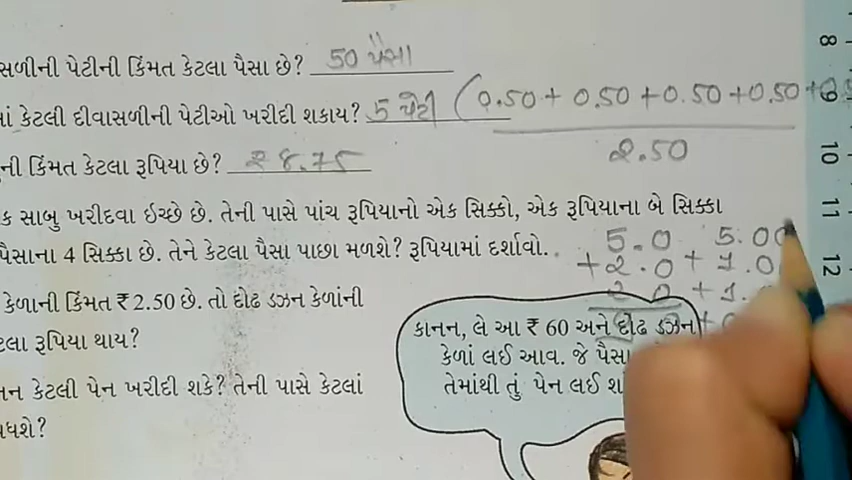 સળીની પેટીની કિંમત કેટલા પૈસા છે? 50 પૈસા
માં કેટલી દીવાસળીની પેટીઓ ખરીદી શકાય? 5 પેટી (0.50 + 0.50 + 0.50 + 0.50 +
2.50
ની કિંમત કેટલા રૂપિયા છે? ₹ 8.75
ક સાબુ ખરીદવા ઇચ્છે છે. તેની પાસે પાંચ રૂપિયાનો એક સિક્કો, એક રૂપિયાના બે સિક્કા
પૈસાના 4 સિક્કા છે. તેને કેટલા પૈસા પાછા મળશે? રૂપિયામાં દર્શાવો.
5.0 5.00
+ 2.0 + 1.0
+ 1.
કેળાની કિંમત ₹ 2.50 છે. તો દોઢ ડઝન કેળાંની
ટલા રૂપિયા થાય?
કાનન, લે આ ₹ 60 અને દોઢ ડઝન
કેળાં લઈ આવ. જે પૈસા
તેમાંથી તું પેન લઈ
નન કેટલી પેન ખરીદી શકે? તેની પાસે કેટલાં
વધશે?
8
9
10
11
12